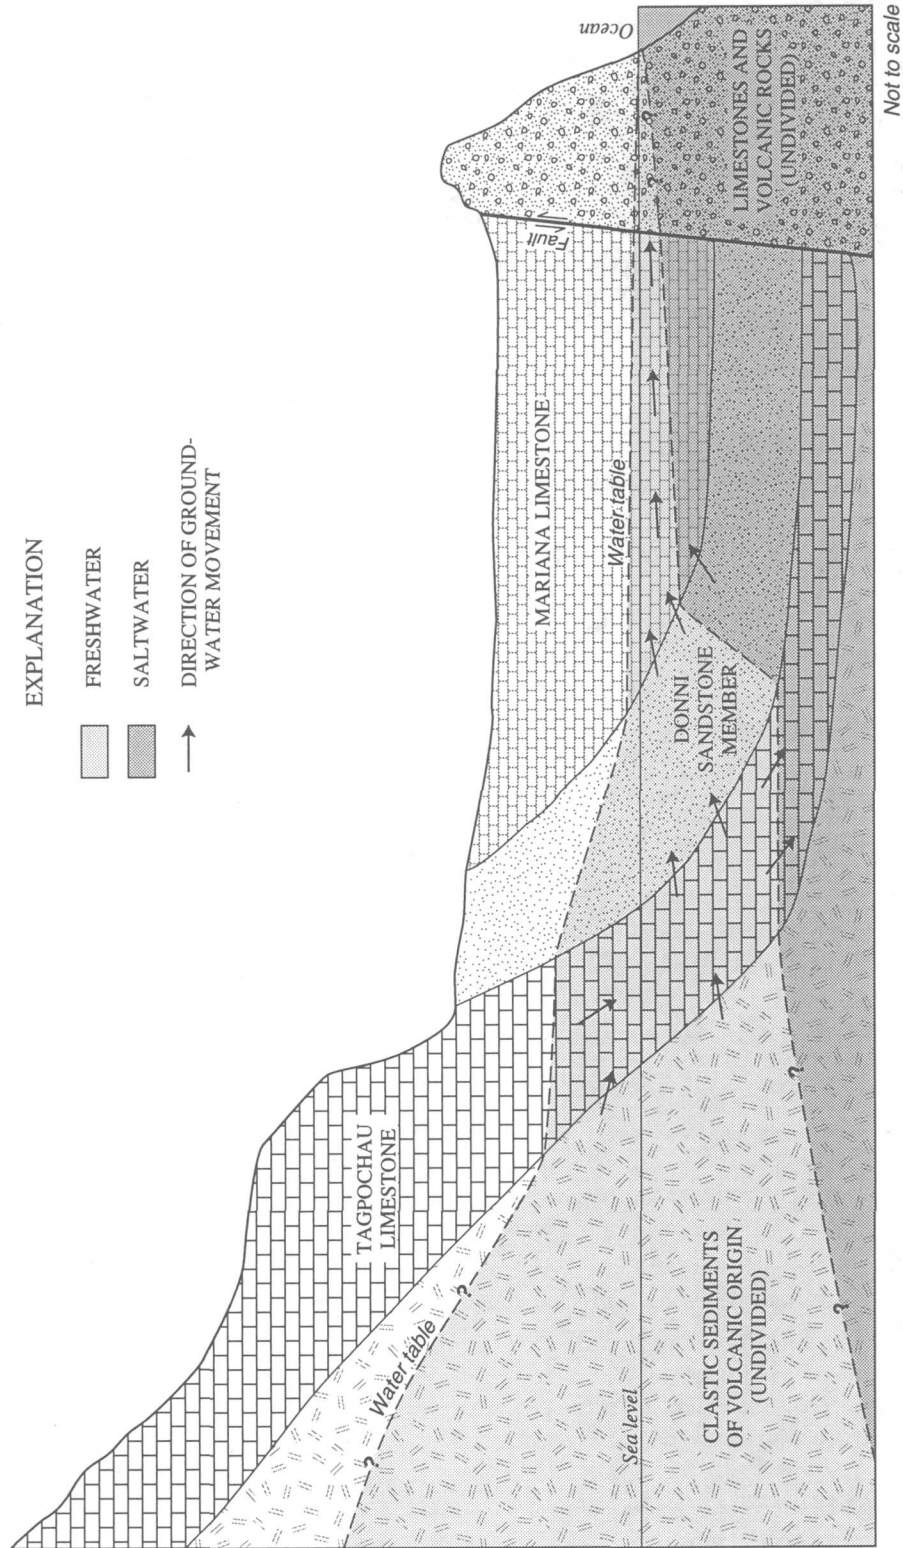 EXPLANATION
FRESHWATER
SALTWATER
DIRECTION OF GROUND-
WATER MOVEMENT
TAGPOCHAU
LIMESTONE
MARIANA LIMESTONE
Fault
Ocean
Water table
?
?
Water table
DONNI
SANDSTONE
MEMBER
?
?
Sea level
CLASTIC SEDIMENTS
OF VOLCANIC ORIGIN
(UNDIVIDED)
?
?
LIMESTONES AND
VOLCANIC ROCKS
(UNDIVIDED)
Not to scale